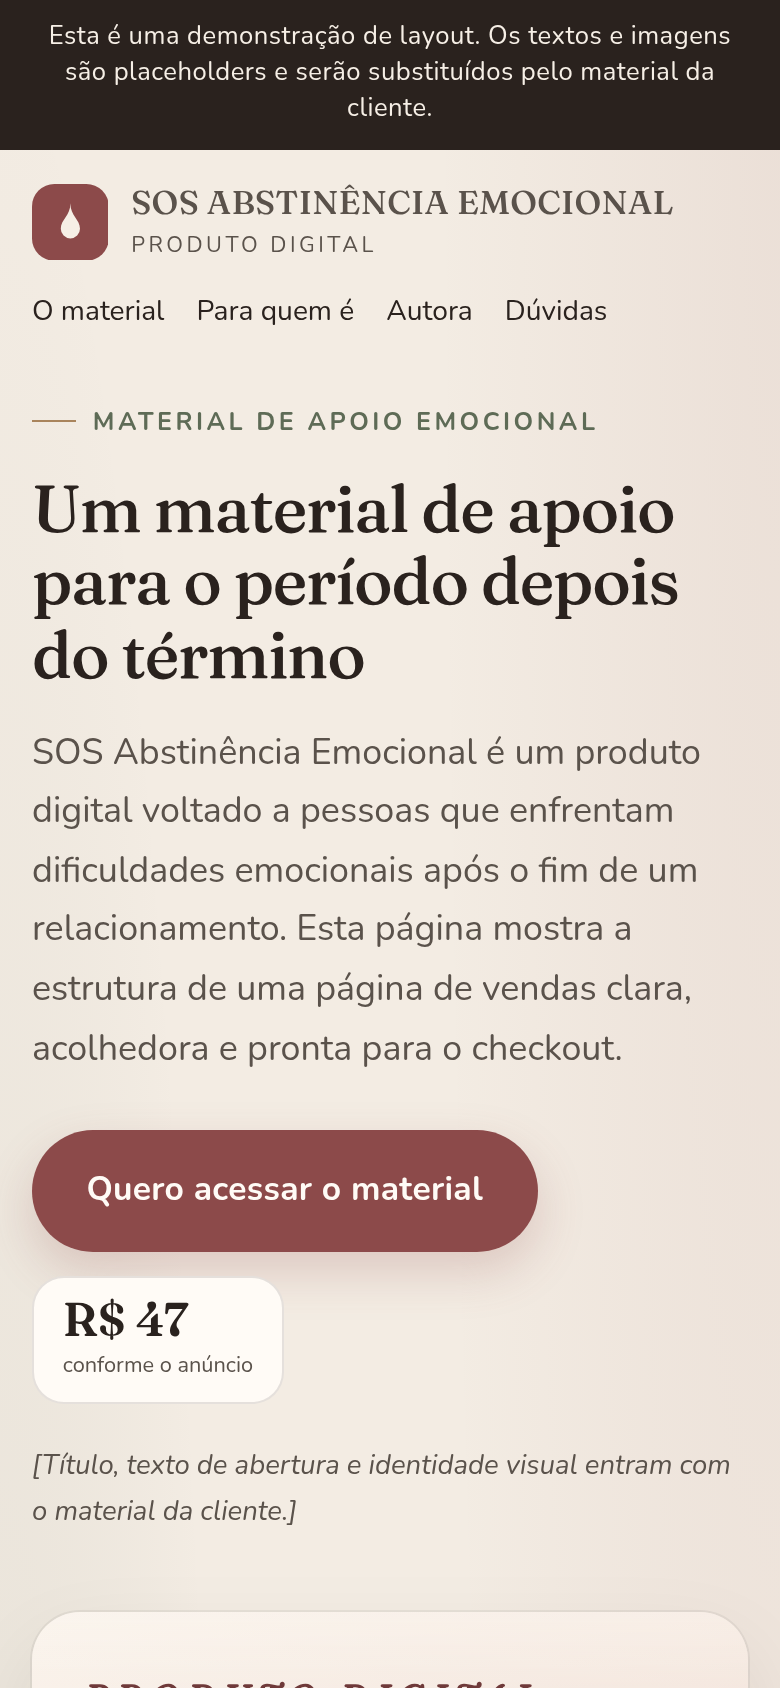 Esta é uma demonstração de layout. Os textos e imagens
são placeholders e serão substituídos pelo material da
cliente.
SOS ABSTINÊNCIA EMOCIONAL
PRODUTO DIGITAL
O material Para quem é Autora Dúvidas
MATERIAL DE APOIO EMOCIONAL
Um material de apoio
para o período depois
do término
SOS Abstinência Emocional é um produto
digital voltado a pessoas que enfrentam
dificuldades emocionais após o fim de um
relacionamento. Esta página mostra a
estrutura de uma página de vendas clara,
acolhedora e pronta para o checkout.
Quero acessar o material
R$ 47
conforme o anúncio
[Título, texto de abertura e identidade visual entram com
o material da cliente.]